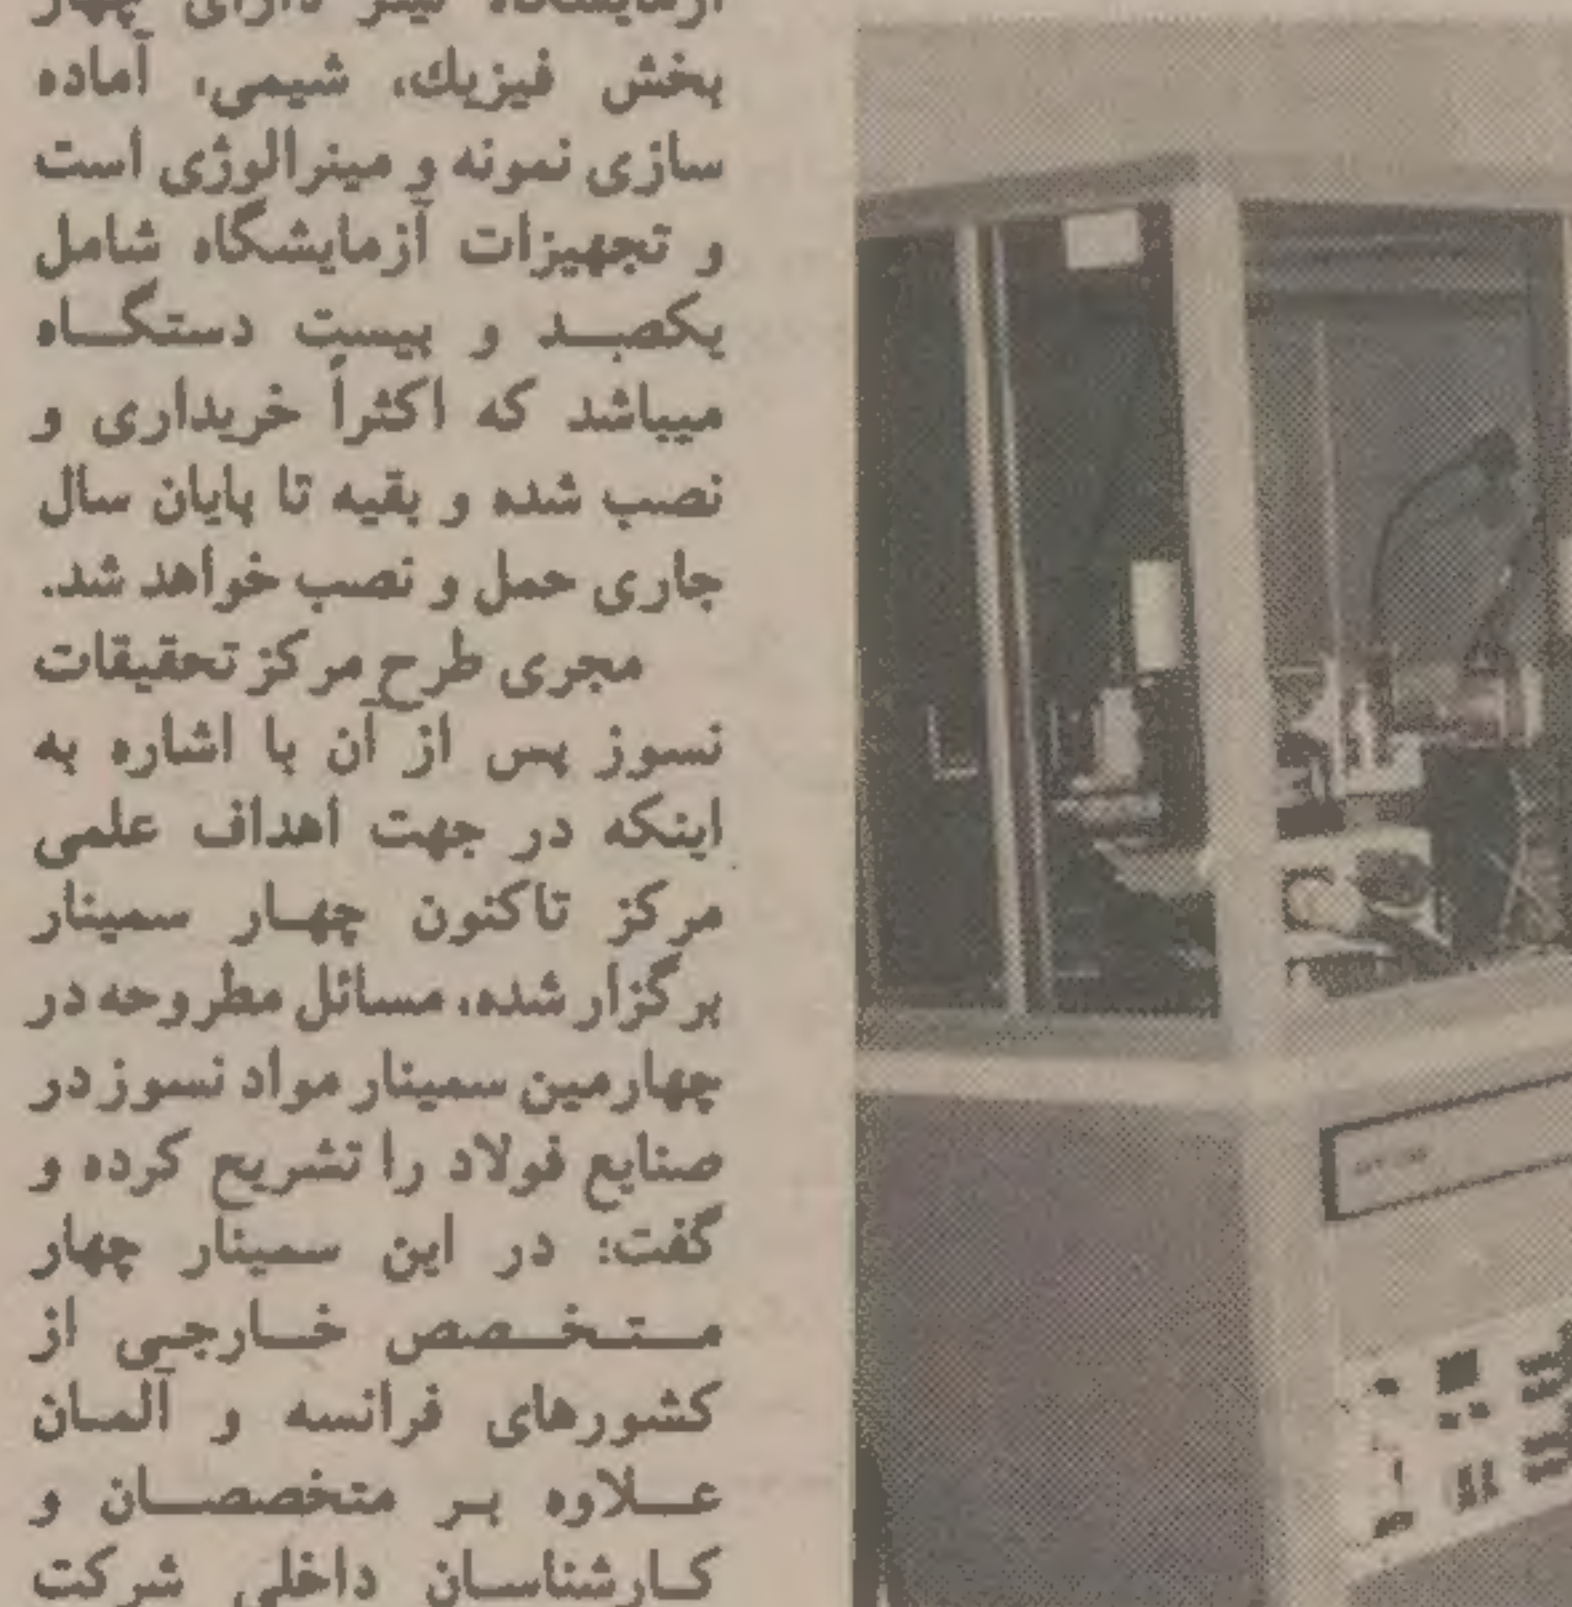 آزمایشگاه نیز دارای چهار
بخش فیزیك، شیمی، آماده
سازی نمونه و مینرالوژی است
و تجهیزات آزمایشگاه شامل
یکصد و بیست دستگاه
میباشد که اکثراً خریداری و
نصب شده و بقیه تا پایان سال
جاری حمل و نصب خواهد شد.
مجری طرح مرکز تحقیقات
نسوز پس از آن با اشاره به
اینکه در جهت اهداف علمی
مرکز تاکنون چهار سمینار
برگزار شده، مسائل مطروحه در
چهارمین سمینار مواد نسوز در
صنایع فولاد را تشریح کرده و
گفت: در این سمینار چهار
متخصص خارجی از
کشورهای فرانسه و آلمان
علاوه بر متخصصان و
کارشناسان داخلی شرکت